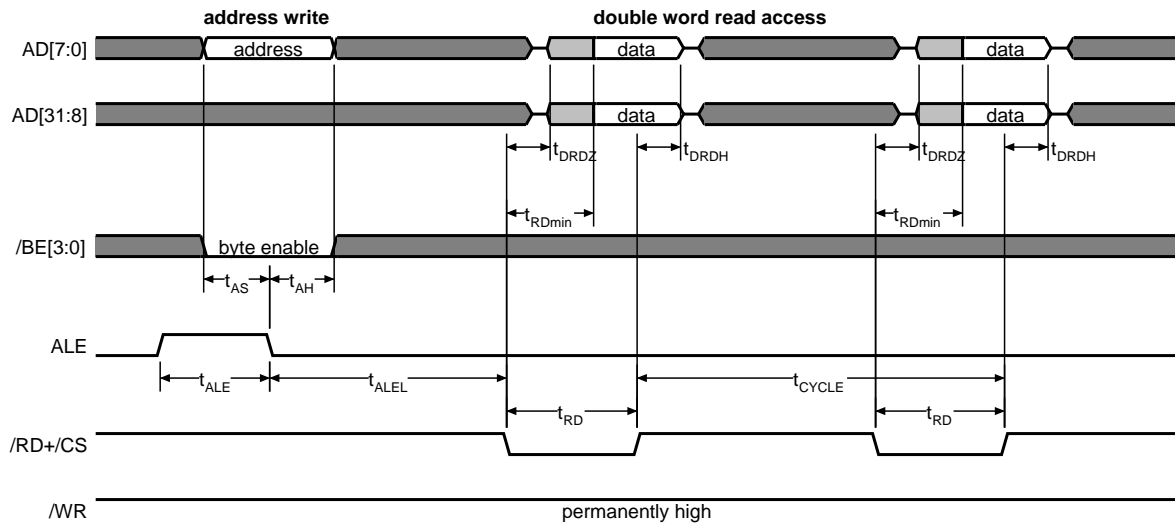 address write double word read access
AD[7:0] address data data
AD[31:8] data data
tDRDZ tDRDH tDRDZ tDRDH
tRDmin tRDmin
/BE[3:0] byte enable
tAS tAH
ALE
tALE tALEL tCYCLE
tRD tRD
/RD+/CS
/WR permanently high